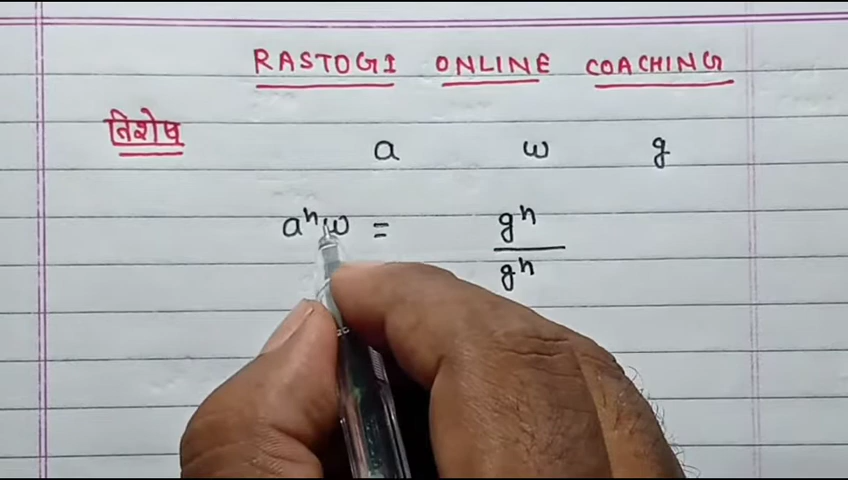 RASTOGI ONLINE COACHING
विशेष
a w g
aⁿw = gⁿ
gⁿ